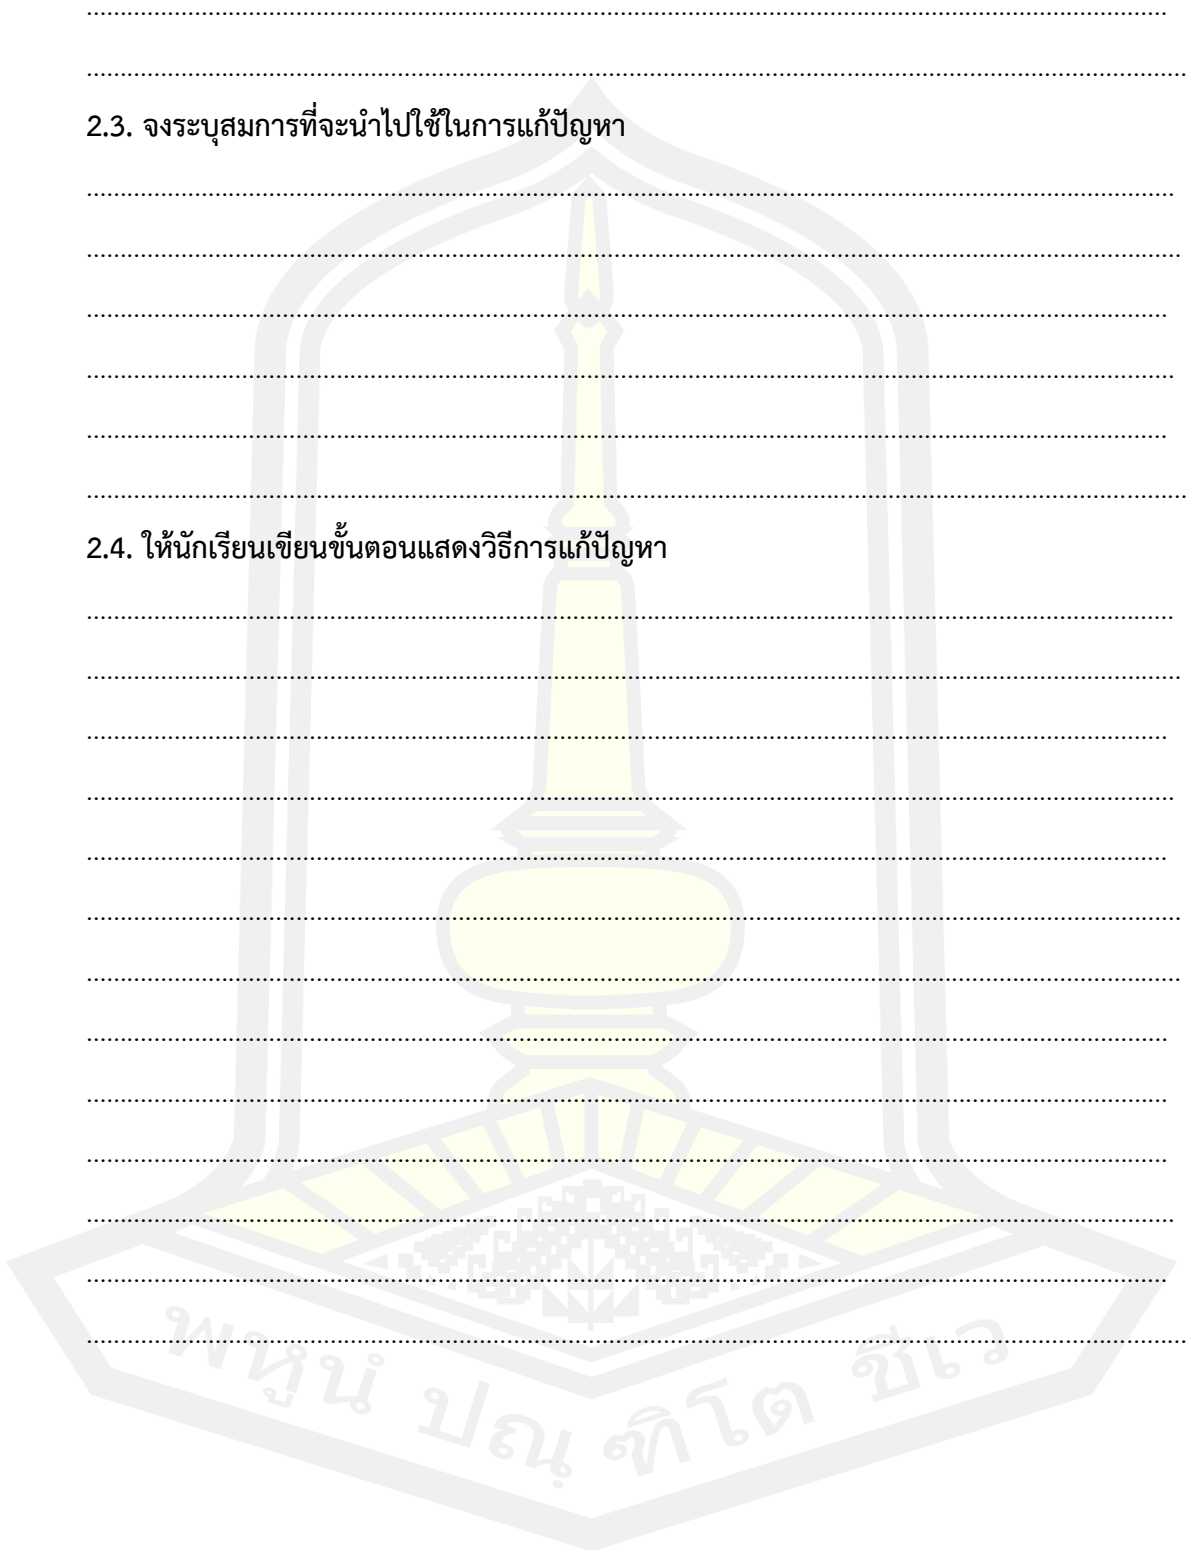 2.3. จงระบุสมการที่จะนำไปใช้ในการแก้ปัญหา
2.4. ให้นักเรียนเขียนขั้นตอนแสดงวิธีการแก้ปัญหา
พหูนํ ปณฺฑิโต ชีเว